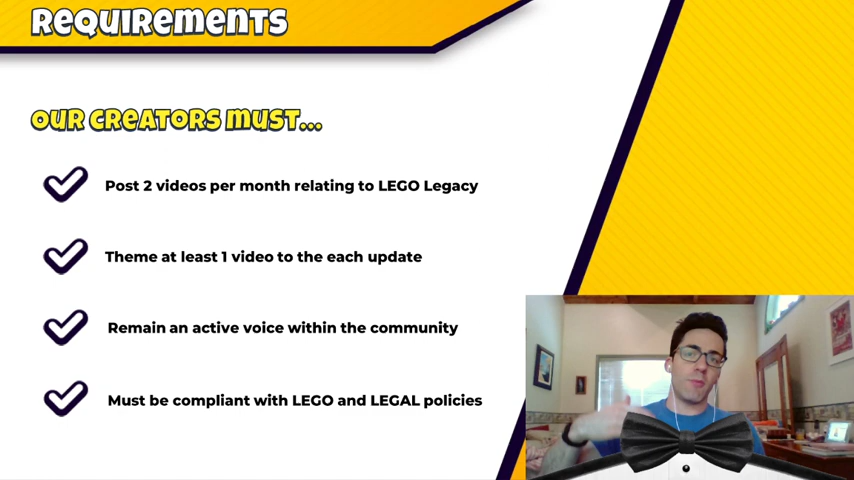 REQUIREMENTS
OUR CREATORS MUST...
Post 2 videos per month relating to LEGO Legacy
Theme at least 1 video to the each update
Remain an active voice within the community
Must be compliant with LEGO and LEGAL policies